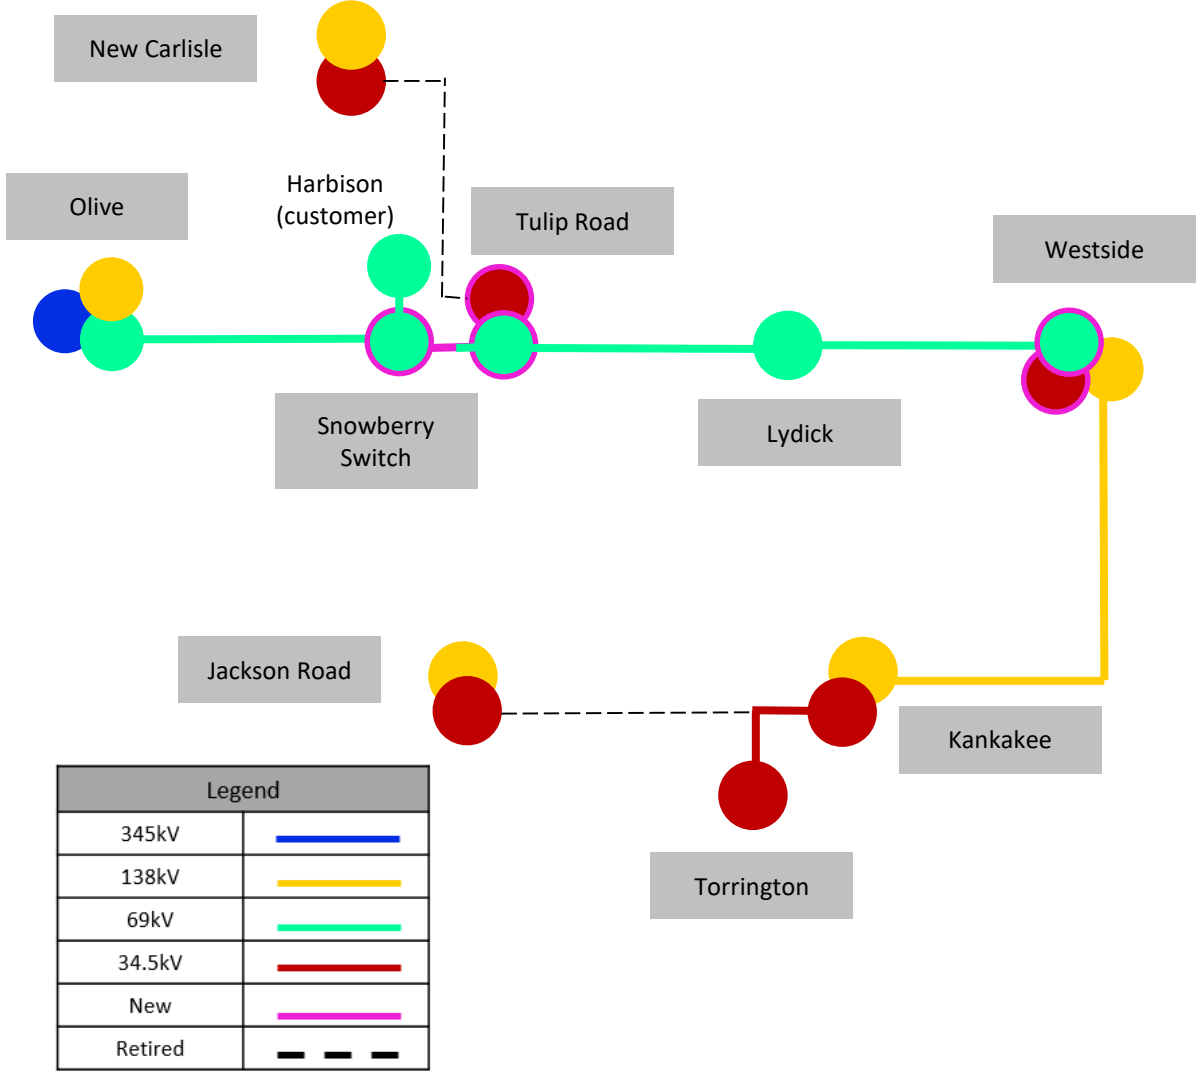 New Carlisle
Harbison
(customer)
Olive
Tulip Road
Westside
Snowberry
Switch
Lydick
Jackson Road
Kankakee
Torrington
Legend
345kV
138kV
69kV
34.5kV
New
Retired